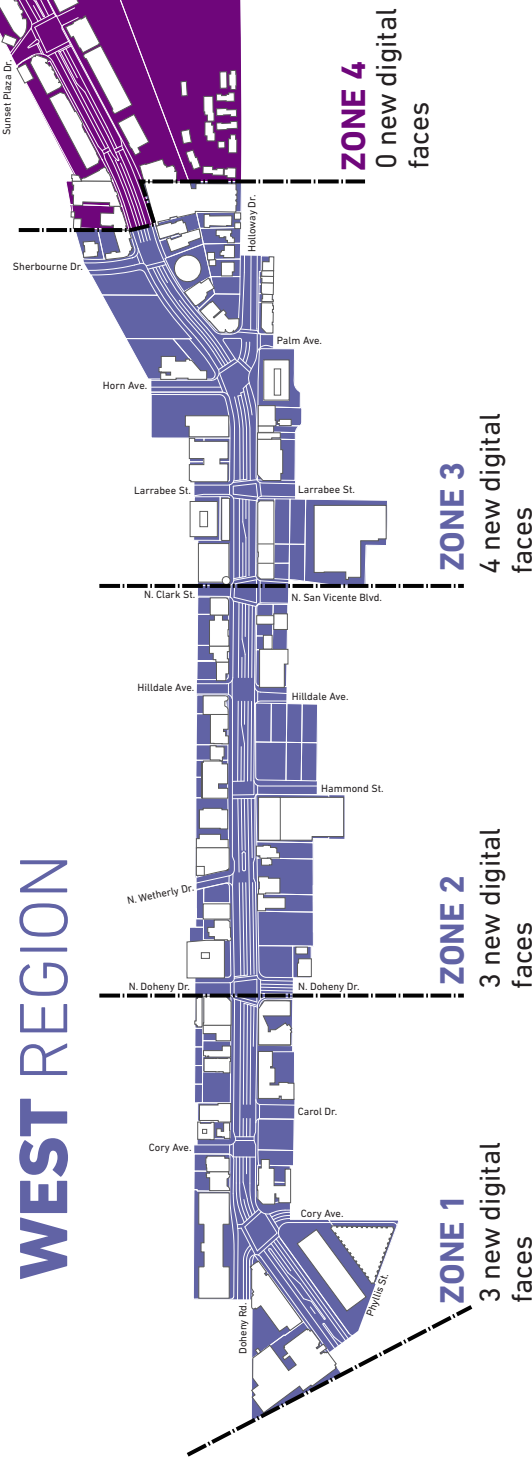 WEST REGION
ZONE 1
3 new digital
faces
ZONE 2
3 new digital
faces
ZONE 3
4 new digital
faces
ZONE 4
0 new digital
faces
Sunset Plaza Dr.
Sherbourne Dr.
Holloway Dr.
Palm Ave.
Horn Ave.
Larrabee St.
Larrabee St.
N. Clark St.
N. San Vicente Blvd.
Hilldale Ave.
Hilldale Ave.
Hammond St.
N. Wetherly Dr.
N. Doheny Dr.
N. Doheny Dr.
Carol Dr.
Cory Ave.
Cory Ave.
Doheny Rd.
Phyllis St.